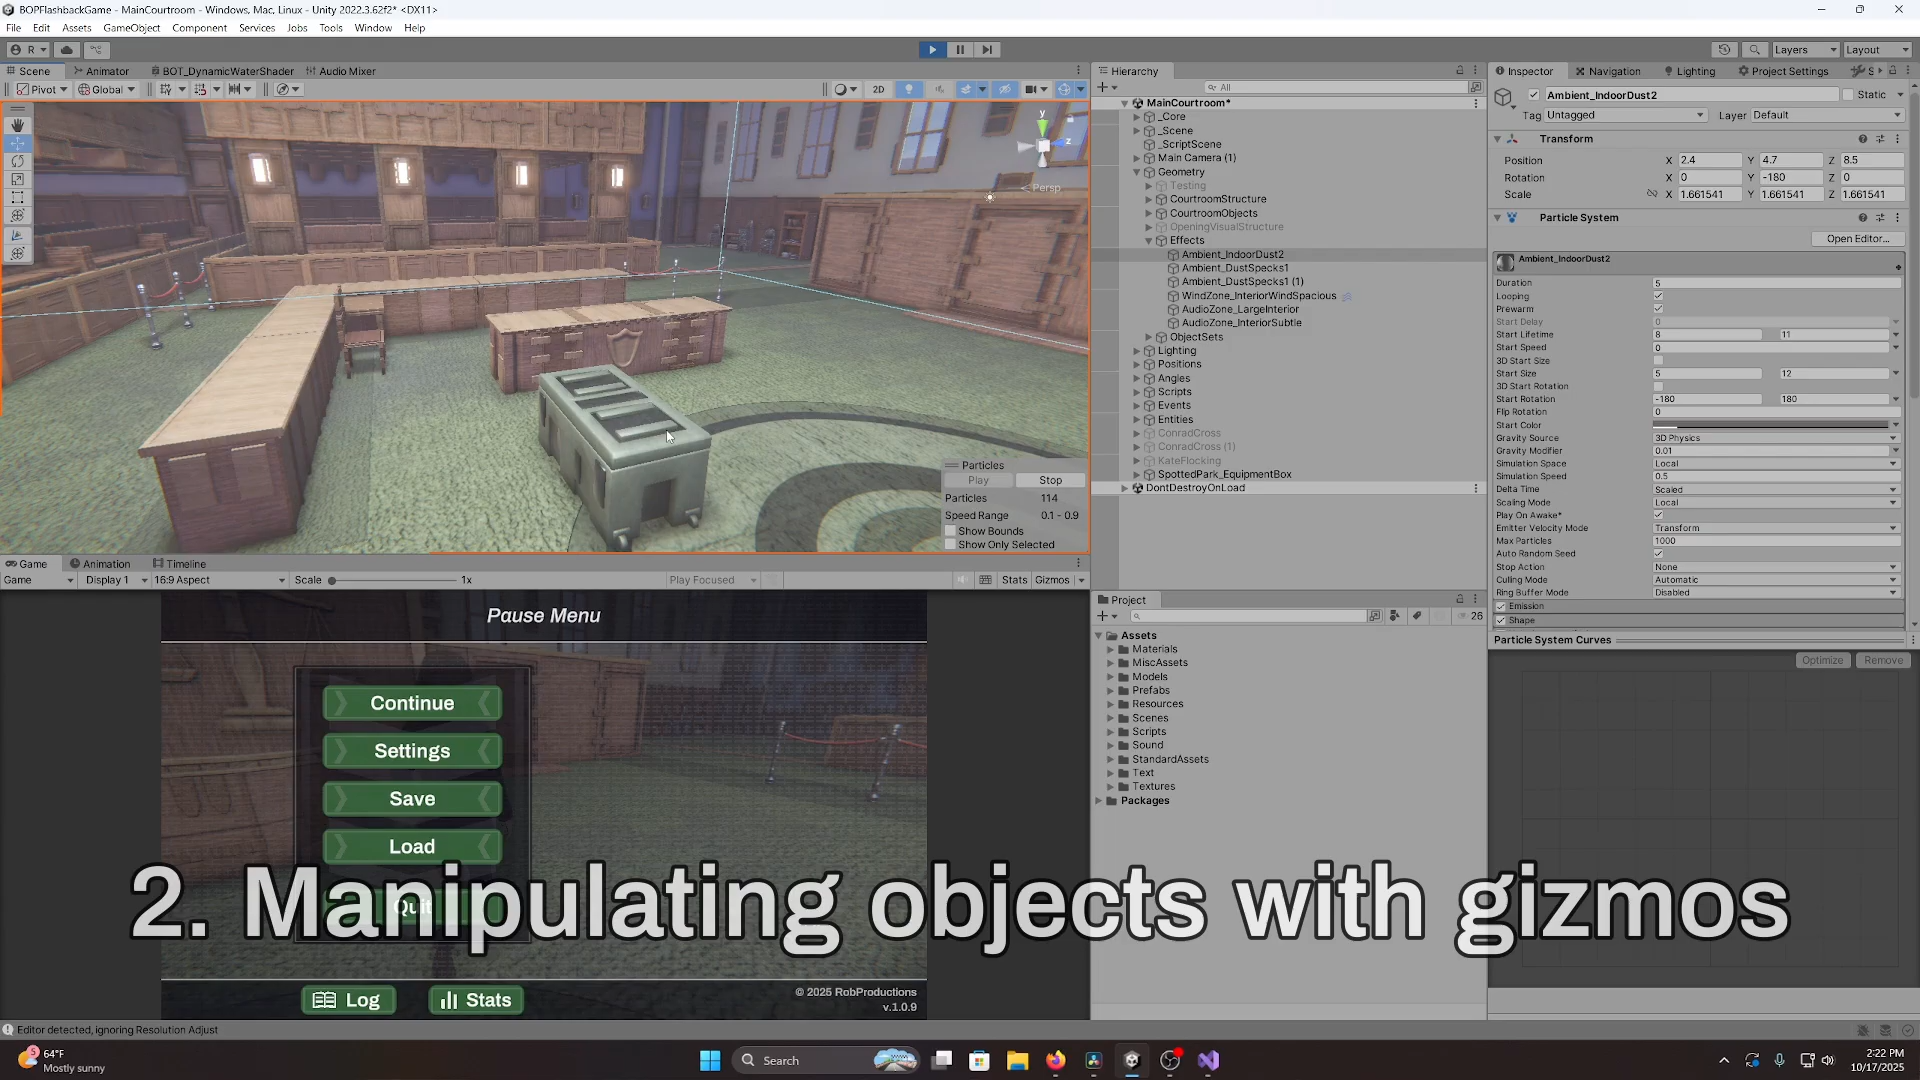 BOPFlashbackGame - MainCourtroom - Windows, Mac, Linux - Unity 2022.3.62f2* <DX11>
File Edit Assets GameObject Component Services Jobs Tools Window Help
R Layers Layout
Scene Animator BOT_DynamicWaterShader Audio Mixer
Pivot Global 2D
y
z
Persp
Particles
Play Stop
Particles 114
Speed Range 0.1 - 0.9
Show Bounds
Show Only Selected
Game Animation Timeline
Game Display 1 16:9 Aspect Scale 1x Play Focused Stats Gizmos
Pause Menu
Continue
Settings
Save
Load
Quit
Log Stats
© 2025 RobProductions
v.1.0.9
2. Manipulating objects with gizmos
Hierarchy
All
MainCourtroom*
_Core
_Scene
_ScriptScene
Main Camera (1)
Geometry
Testing
CourtroomStructure
CourtroomObjects
OpeningVisualStructure
Effects
Ambient_IndoorDust2
Ambient_DustSpecks1
Ambient_DustSpecks1 (1)
WindZone_InteriorWindSpacious
AudioZone_LargeInterior
AudioZone_InteriorSubtle
ObjectSets
Lighting
Positions
Angles
Scripts
Events
Entities
ConradCross
ConradCross (1)
KateFlocking
SpottedPark_EquipmentBox
DontDestroyOnLoad
Project
26
Assets
Materials
MiscAssets
Models
Prefabs
Resources
Scenes
Scripts
Sound
StandardAssets
Text
Textures
Packages
Inspector Navigation Lighting Project Settings S
Ambient_IndoorDust2 Static
Tag Untagged Layer Default
Transform
Position X 2.4 Y 4.7 Z 8.5
Rotation X 0 Y -180 Z 0
Scale X 1.661541 Y 1.661541 Z 1.661541
Particle System
Open Editor...
Ambient_IndoorDust2
Duration 5
Looping
Prewarm
Start Delay 0
Start Lifetime 8 11
Start Speed 0
3D Start Size
Start Size 5 12
3D Start Rotation
Start Rotation -180 180
Flip Rotation 0
Start Color
Gravity Source 3D Physics
Gravity Modifier 0.01
Simulation Space Local
Simulation Speed 0.5
Delta Time Scaled
Scaling Mode Local
Play On Awake*
Emitter Velocity Mode Transform
Max Particles 1000
Auto Random Seed
Stop Action None
Culling Mode Automatic
Ring Buffer Mode Disabled
Emission
Shape
Particle System Curves
Optimize Remove
Editor detected, ignoring Resolution Adjust
5
64°F
Mostly sunny
Search
2:22 PM
10/17/2025